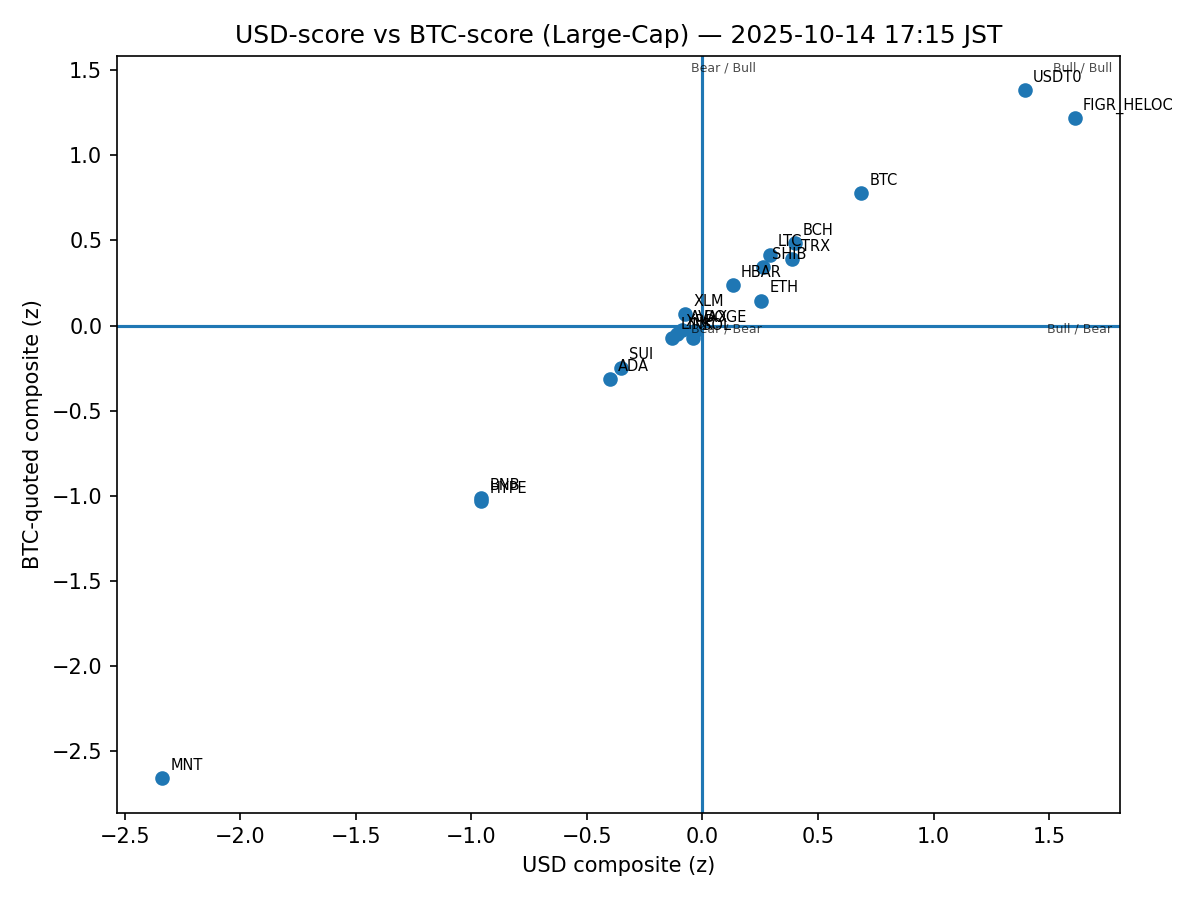 USD-score vs BTC-score (Large-Cap) — 2025-10-14 17:15 JST
Bear / Bull
Bull / Bull
USDT0
FIGR_HELOC
BTC
BCH
LTC
TRX
SHIB
HBAR
ETH
XLM
AVAX
DOGE
SOL
Bear / Bear
Bull / Bear
SUI
ADA
BNB
HYPE
MNT
1.5
1.0
0.5
0.0
−0.5
−1.0
−1.5
−2.0
−2.5
BTC-quoted composite (z)
−2.5 −2.0 −1.5 −1.0 −0.5 0.0 0.5 1.0 1.5
USD composite (z)